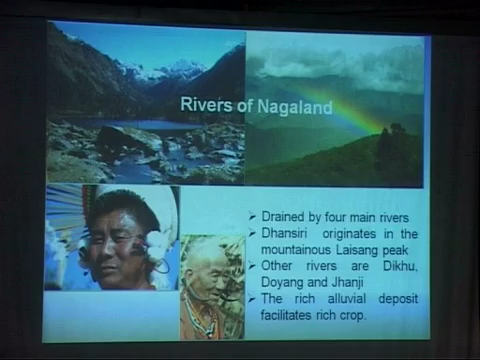 Rivers of Nagaland
➢ Drained by four main rivers
➢ Dhansiri originates in the
mountainous Laisang peak
➢ Other rivers are Dikhu,
Doyang and Jhanji
➢ The rich alluvial deposit
facilitates rich crop.